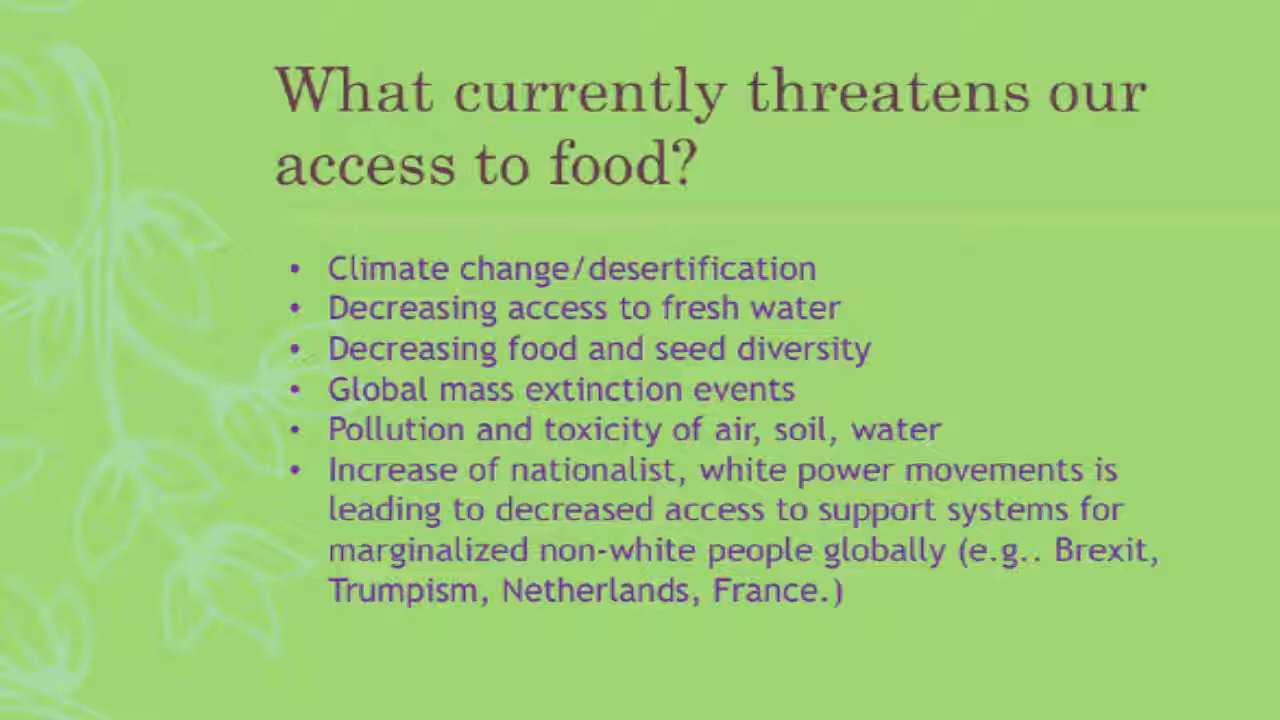 What currently threatens our
access to food?
• Climate change/desertification
• Decreasing access to fresh water
• Decreasing food and seed diversity
• Global mass extinction events
• Pollution and toxicity of air, soil, water
• Increase of nationalist, white power movements is
leading to decreased access to support systems for
marginalized non-white people globally (e.g.. Brexit,
Trumpism, Netherlands, France.)